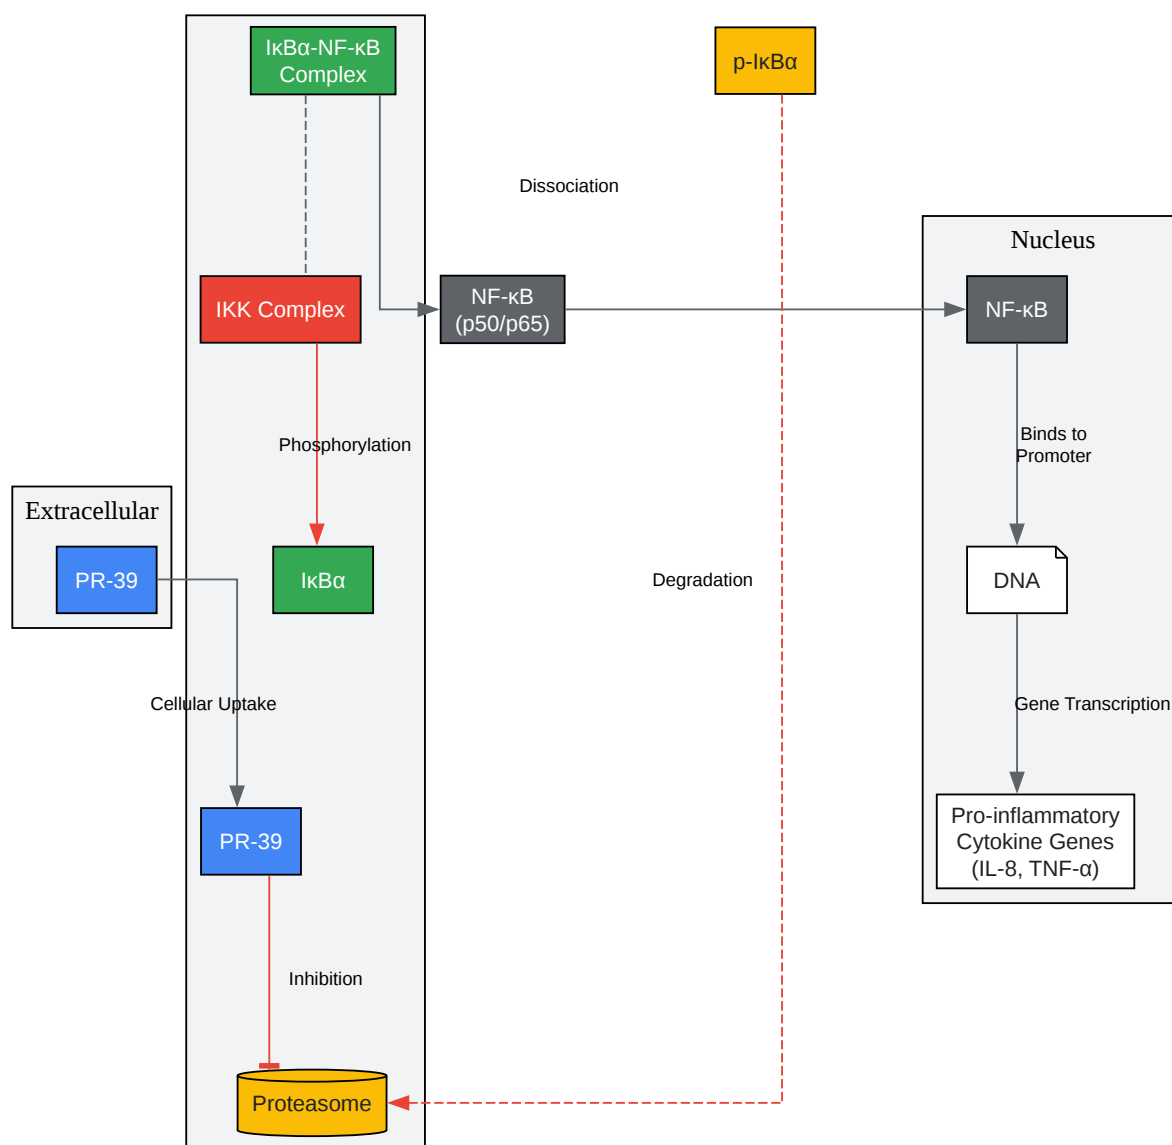 IκBα-NF-κB
Complex
p-IκBα
Dissociation
Nucleus
IKK Complex
NF-κB
(p50/p65)
NF-κB
Phosphorylation
Binds to
Promoter
Extracellular
PR-39
IκBα
Degradation
DNA
Cellular Uptake
Gene Transcription
PR-39
Pro-inflammatory
Cytokine Genes
(IL-8, TNF-α)
Inhibition
Proteasome